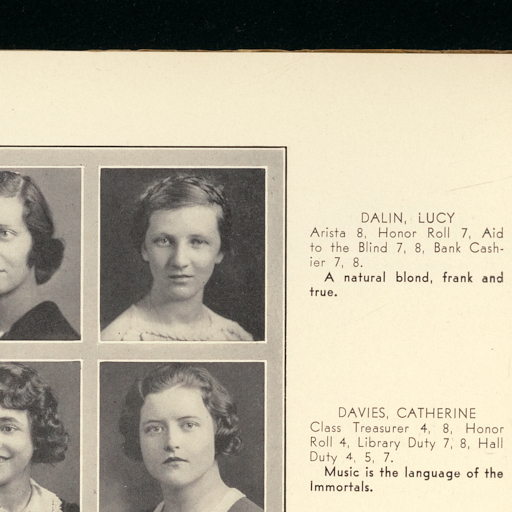 DALIN, LUCY
Arista 8, Honor Roll 7, Aid
to the Blind 7, 8, Bank Cash-
ier 7, 8.
A natural blond, frank and
true.
DAVIES, CATHERINE
Class Treasurer 4, 8, Honor
Roll 4, Library Duty 7, 8, Hall
Duty 4, 5, 7.
Music is the language of the
Immortals.